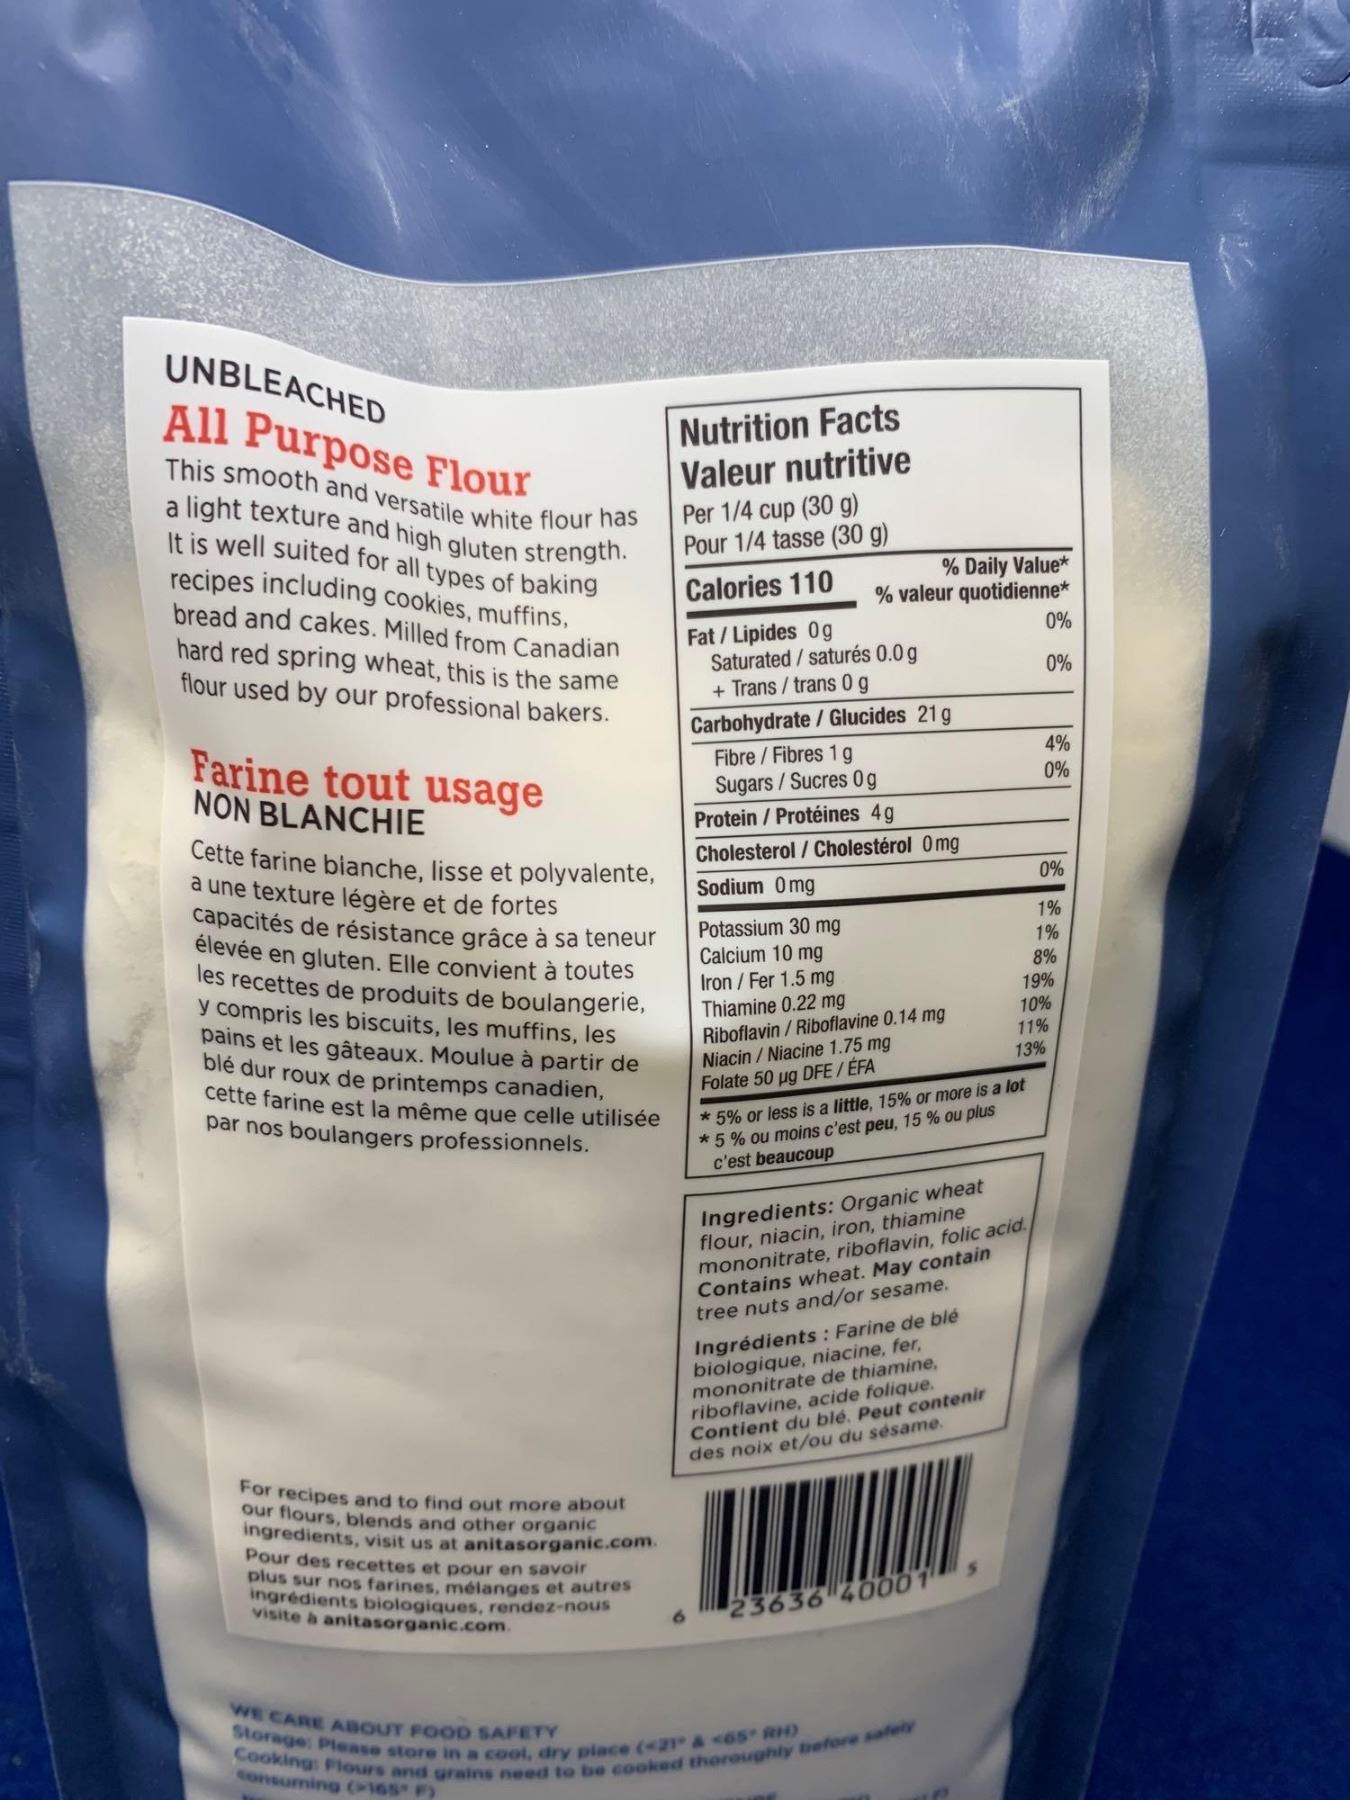 UNBLEACHED
All Purpose Flour
This smooth and versatile white flour has
a light texture and high gluten strength.
It is well suited for all types of baking
recipes including cookies, muffins,
bread and cakes. Milled from Canadian
hard red spring wheat, this is the same
flour used by our professional bakers.
Farine tout usage
NON BLANCHIE
Cette farine blanche, lisse et polyvalente,
a une texture légère et de fortes
capacités de résistance grâce à sa teneur
élevée en gluten. Elle convient à toutes
les recettes de produits de boulangerie,
y compris les biscuits, les muffins, les
pains et les gâteaux. Moulue à partir de
blé dur roux de printemps canadien,
cette farine est la même que celle utilisée
par nos boulangers professionnels.
For recipes and to find out more about
our flours, blends and other organic
ingredients, visit us at anitasorganic.com.
Pour des recettes et pour en savoir
plus sur nos farines, mélanges et autres
ingrédients biologiques, rendez-nous
visite à anitasorganic.com.
Nutrition Facts
Valeur nutritive
Per 1/4 cup (30 g)
Pour 1/4 tasse (30 g)
Calories 110
% Daily Value*
% valeur quotidienne*
Fat / Lipides 0 g 0%
Saturated / saturés 0.0 g
+ Trans / trans 0 g 0%
Carbohydrate / Glucides 21 g
Fibre / Fibres 1 g 4%
Sugars / Sucres 0 g 0%
Protein / Protéines 4 g
Cholesterol / Cholestérol 0 mg
Sodium 0 mg 0%
Potassium 30 mg 1%
Calcium 10 mg 1%
Iron / Fer 1.5 mg 8%
Thiamine 0.22 mg 19%
Riboflavin / Riboflavine 0.14 mg 10%
Niacin / Niacine 1.75 mg 11%
Folate 50 µg DFE / ÉFA 13%
* 5% or less is a little, 15% or more is a lot
* 5 % ou moins c'est peu, 15 % ou plus
c'est beaucoup
Ingredients: Organic wheat
flour, niacin, iron, thiamine
mononitrate, riboflavin, folic acid.
Contains wheat. May contain
tree nuts and/or sesame.
Ingrédients : Farine de blé
biologique, niacine, fer,
mononitrate de thiamine,
riboflavine, acide folique.
Contient du blé. Peut contenir
des noix et/ou du sésame.
6 23636 40001 5
WE CARE ABOUT FOOD SAFETY
Storage: Please store in a cool, dry place (<21° & <65° RH)
Cooking: Flours and grains need to be cooked thoroughly before safely
consuming (>165° F)